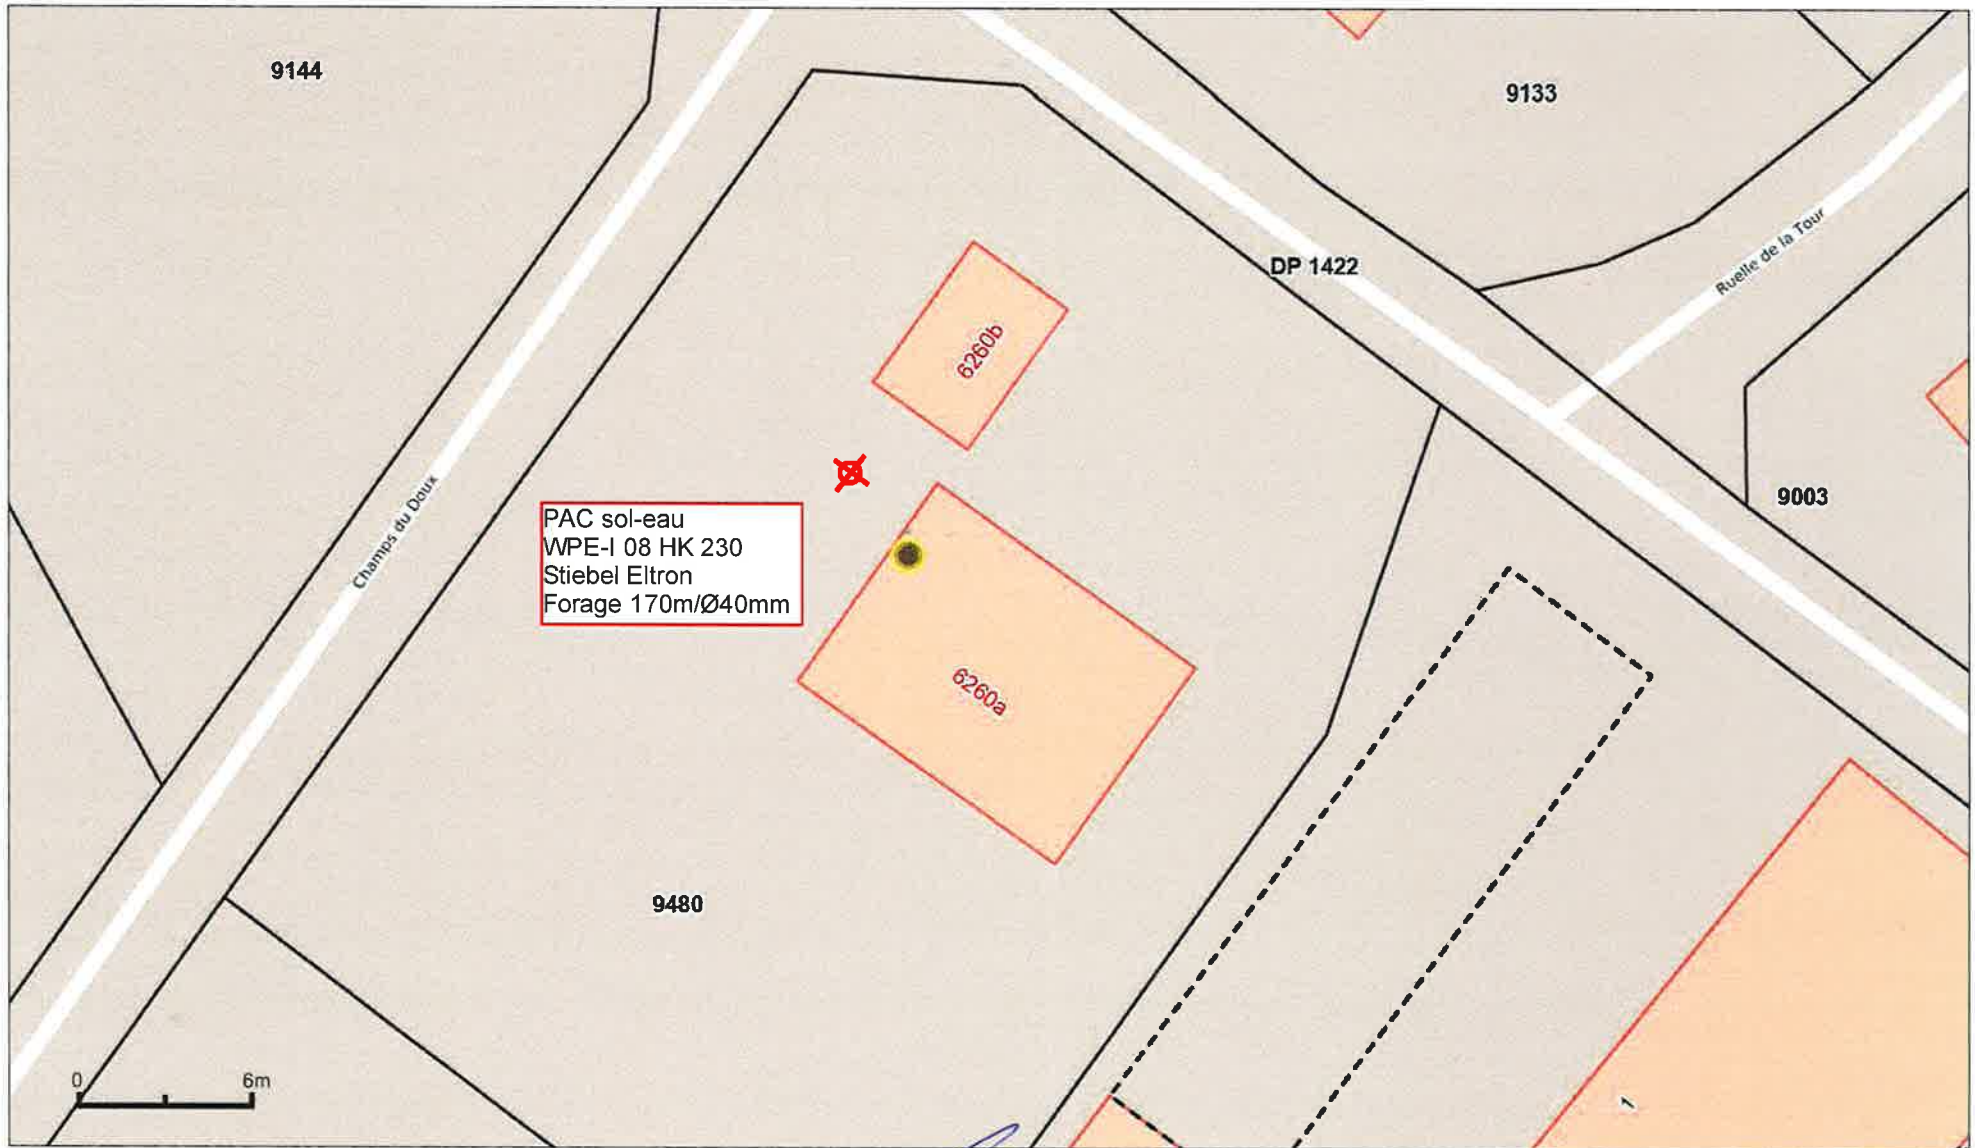 9144
9133
DP 1422
Ruelle de la Tour
6260b
9003
Champs du Doux
PAC sol-eau
WPE-I 08 HK 230
Stiebel Eltron
Forage 170m/Ø40mm
6260a
9480
0 6m
1